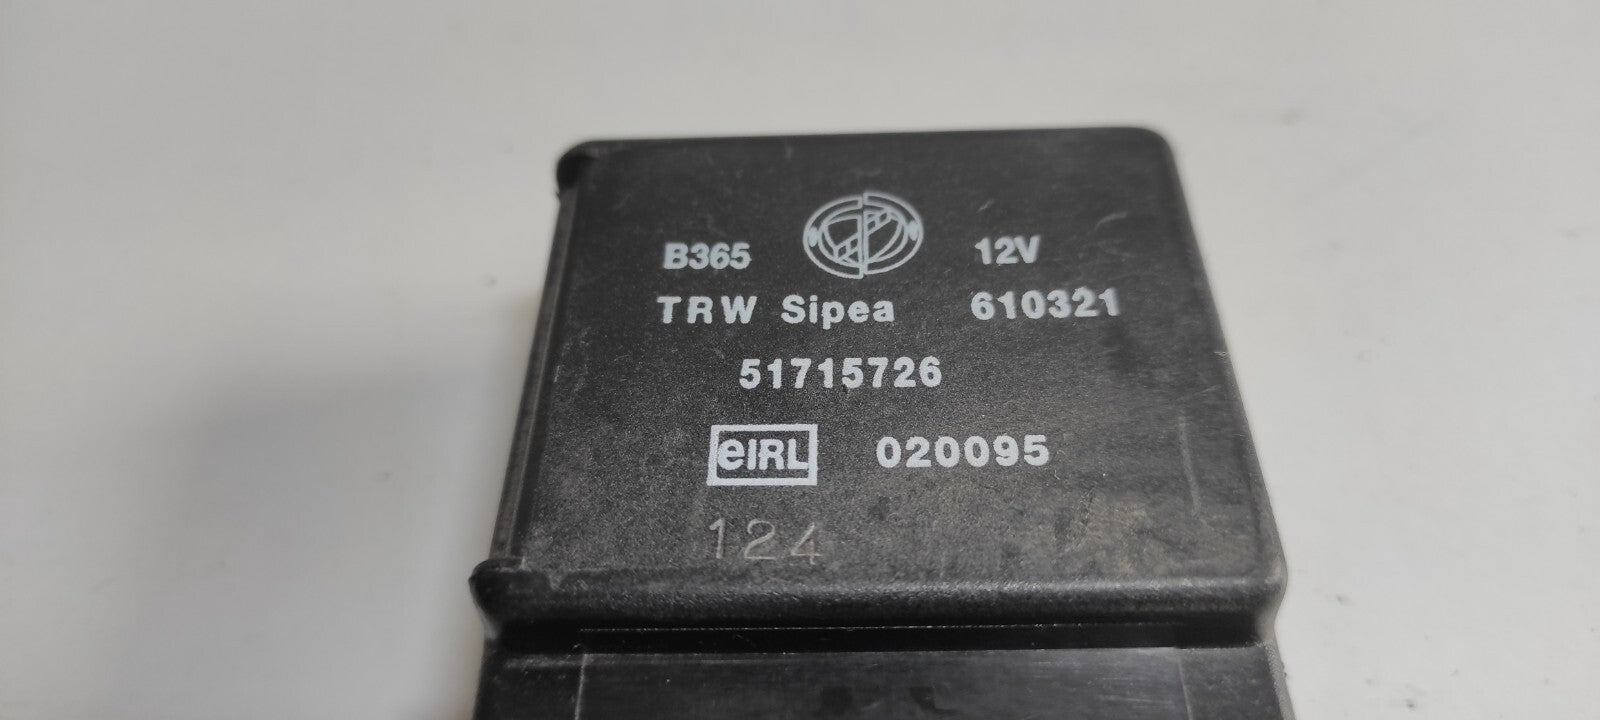 B365 12V
TRW Sipea 610321
51715726
eIRL 020095
124